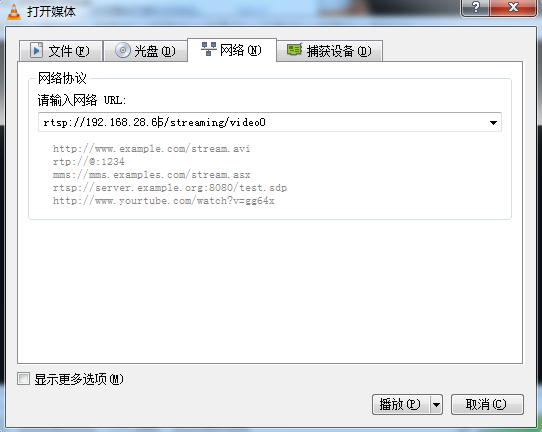 打开媒体
文件(F)
光盘(D)
网络(N)
捕获设备(D)
网络协议
请输入网络 URL:
rtsp://192.168.28.65/streaming/video0
http://www.example.com/stream.avi
rtp://@:1234
mms://mms.examples.com/stream.asx
rtsp://server.example.org:8080/test.sdp
http://www.yourtube.com/watch?v=gg64x
显示更多选项(M)
播放(P)
取消(C)